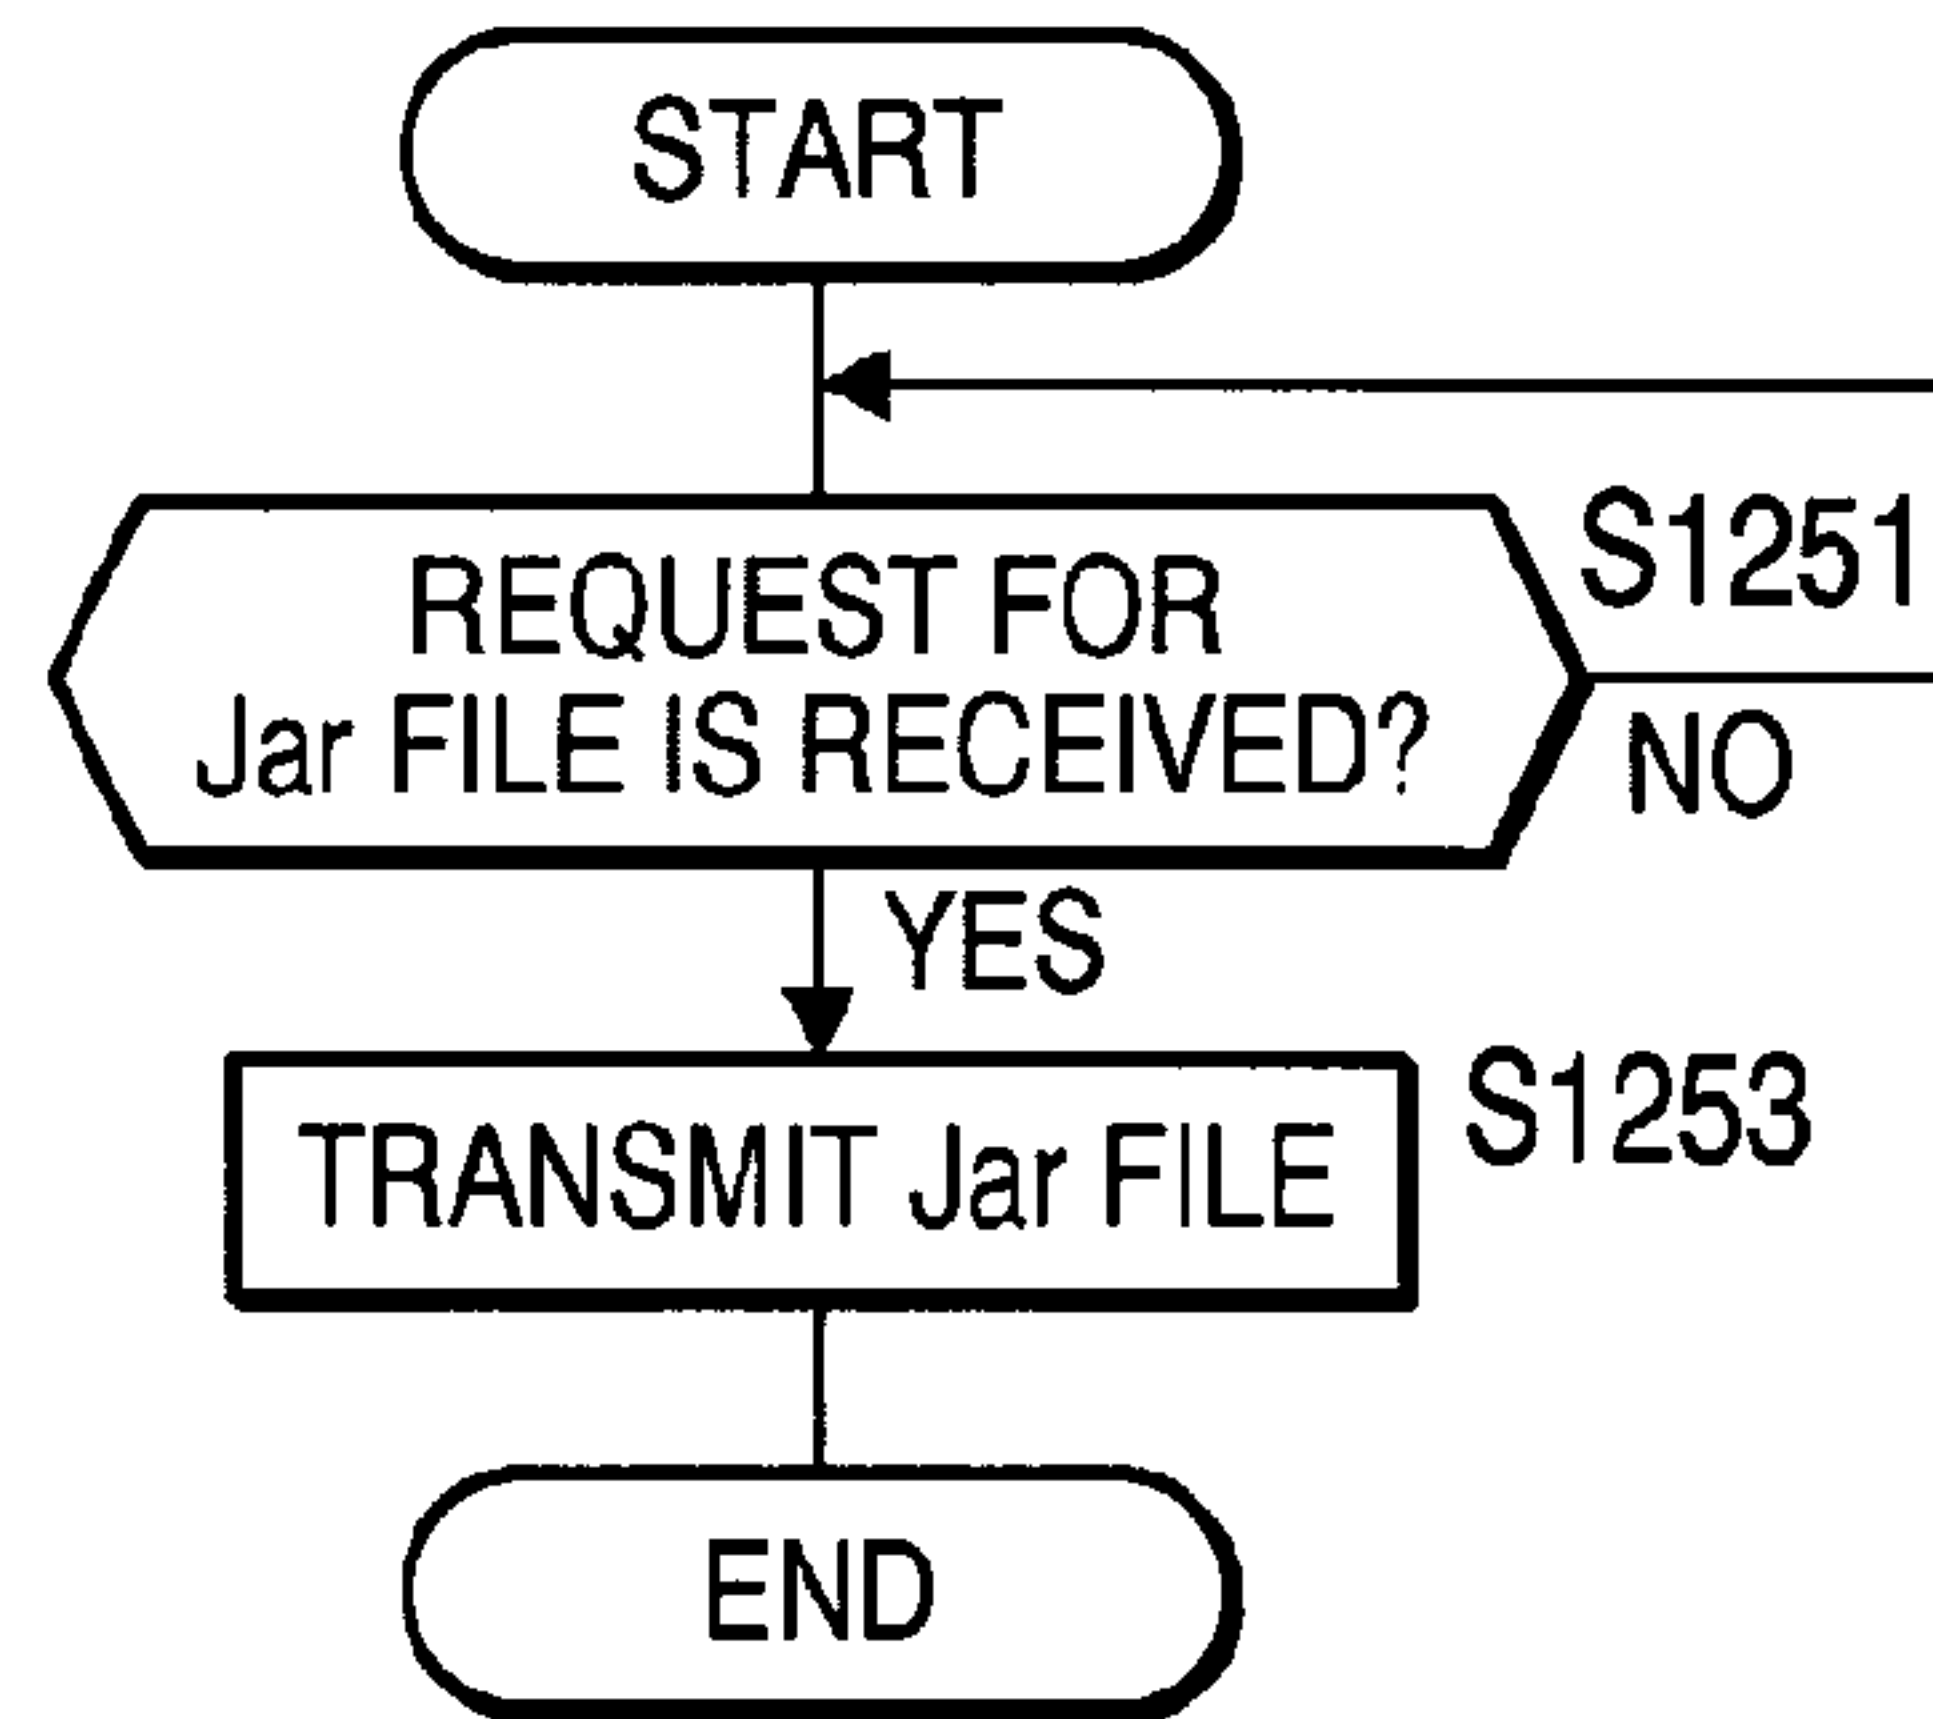 START
S1251
REQUEST FOR
Jar FILE IS RECEIVED?
NO
YES
S1253
TRANSMIT Jar FILE
END